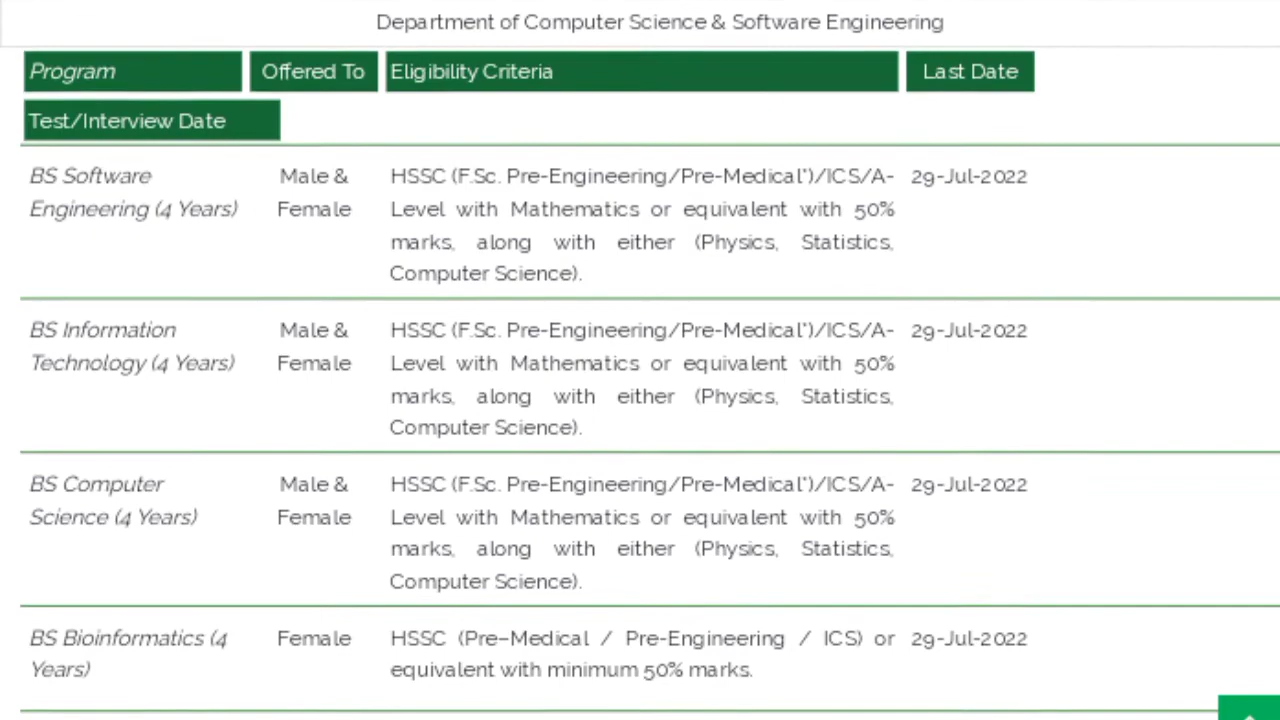 Department of Computer Science & Software Engineering
Program
Offered To
Eligibility Criteria
Last Date
Test/Interview Date
BS Software
Engineering (4 Years)
Male &
Female
HSSC (F.Sc. Pre-Engineering/Pre-Medical*)/ICS/A-
Level with Mathematics or equivalent with 50%
marks, along with either (Physics, Statistics,
Computer Science).
29-Jul-2022
BS Information
Technology (4 Years)
Male &
Female
HSSC (F.Sc. Pre-Engineering/Pre-Medical*)/ICS/A-
Level with Mathematics or equivalent with 50%
marks, along with either (Physics, Statistics,
Computer Science).
29-Jul-2022
BS Computer
Science (4 Years)
Male &
Female
HSSC (F.Sc. Pre-Engineering/Pre-Medical*)/ICS/A-
Level with Mathematics or equivalent with 50%
marks, along with either (Physics, Statistics,
Computer Science).
29-Jul-2022
BS Bioinformatics (4
Years)
Female
HSSC (Pre–Medical / Pre-Engineering / ICS) or
equivalent with minimum 50% marks.
29-Jul-2022